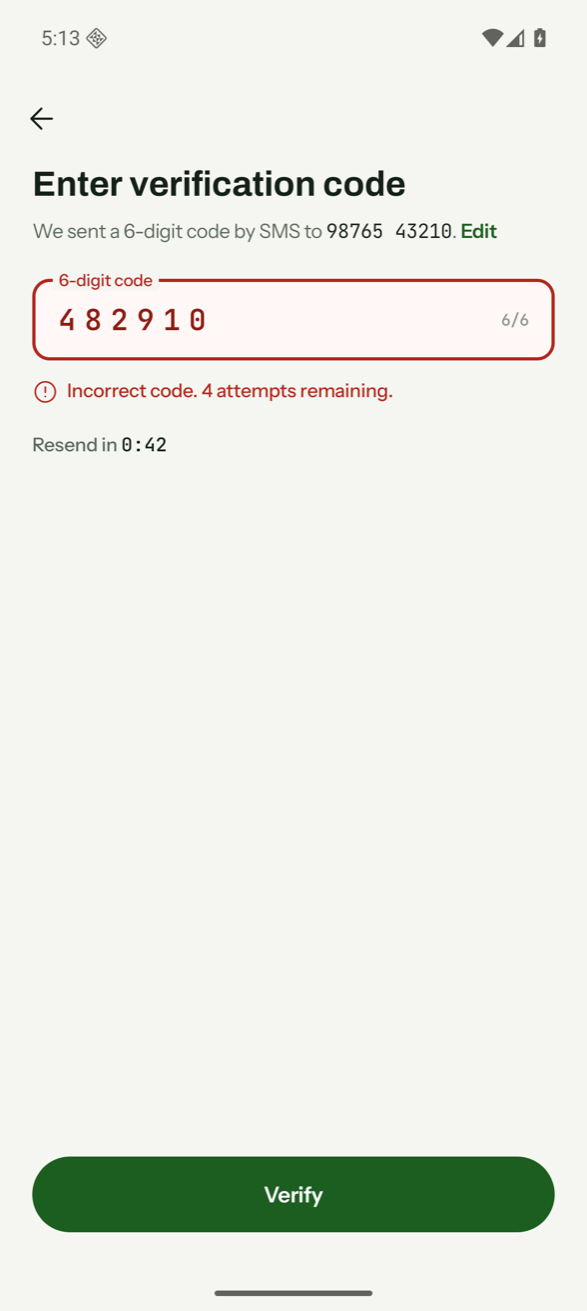 5:13
Enter verification code
We sent a 6-digit code by SMS to 98765 43210. Edit
6-digit code
482910
6/6
Incorrect code. 4 attempts remaining.
Resend in 0:42
Verify